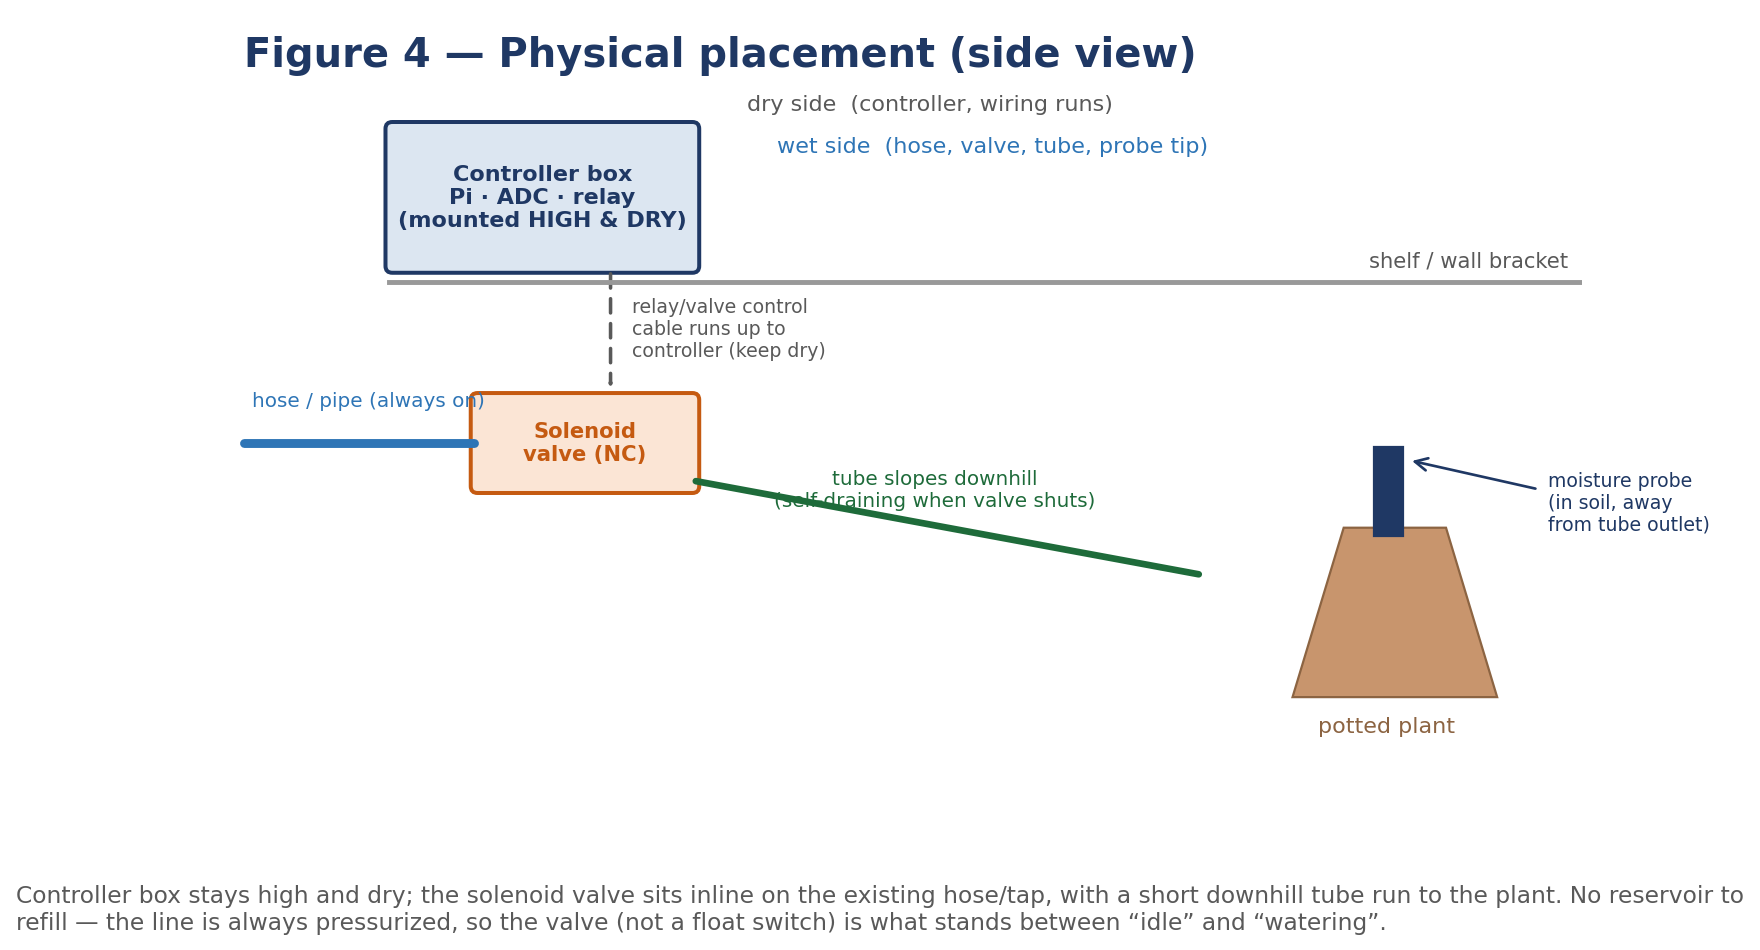 Figure 4 — Physical placement (side view)
dry side  (controller, wiring runs)
wet side  (hose, valve, tube, probe tip)
Controller box
Pi · ADC · relay
(mounted HIGH & DRY)
shelf / wall bracket
relay/valve control
cable runs up to
controller (keep dry)
hose / pipe (always on)
Solenoid
valve (NC)
tube slopes downhill
(self-draining when valve shuts)
moisture probe
(in soil, away
from tube outlet)
potted plant
Controller box stays high and dry; the solenoid valve sits inline on the existing hose/tap, with a short downhill tube run to the plant. No reservoir to
refill — the line is always pressurized, so the valve (not a float switch) is what stands between “idle” and “watering”.